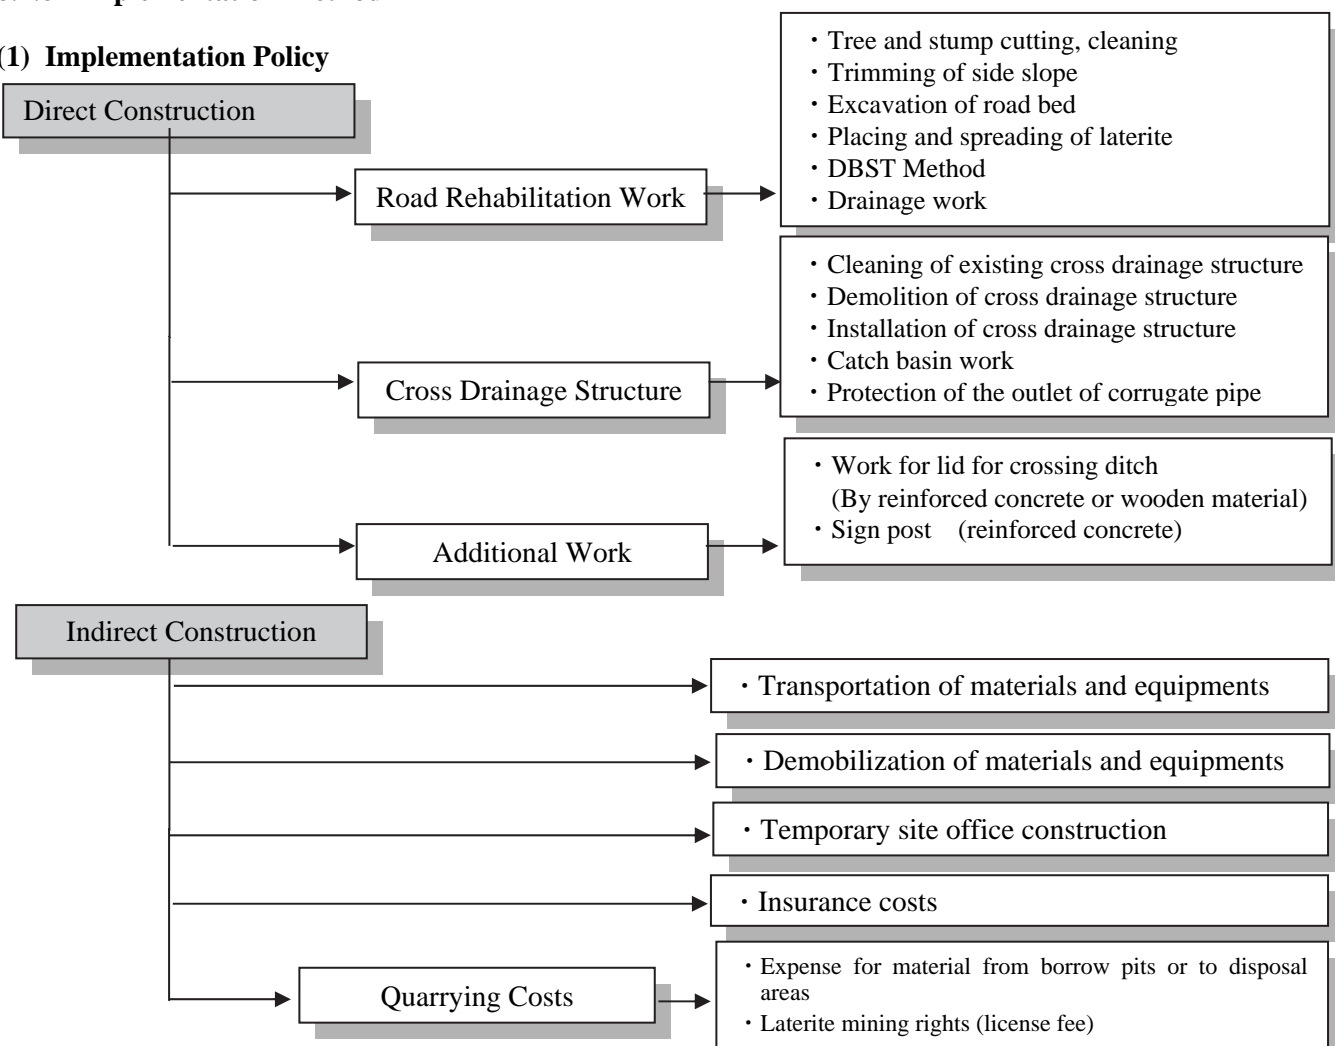 (1) Implementation Policy
Direct Construction
・Tree and stump cutting, cleaning
・Trimming of side slope
・Excavation of road bed
・Placing and spreading of laterite
・DBST Method
・Drainage work
Road Rehabilitation Work
・Cleaning of existing cross drainage structure
・Demolition of cross drainage structure
・Installation of cross drainage structure
・Catch basin work
・Protection of the outlet of corrugate pipe
Cross Drainage Structure
・Work for lid for crossing ditch
(By reinforced concrete or wooden material)
・Sign post (reinforced concrete)
Additional Work
Indirect Construction
・Transportation of materials and equipments
・Demobilization of materials and equipments
・Temporary site office construction
・Insurance costs
Quarrying Costs
・Expense for material from borrow pits or to disposal
areas
・Laterite mining rights (license fee)